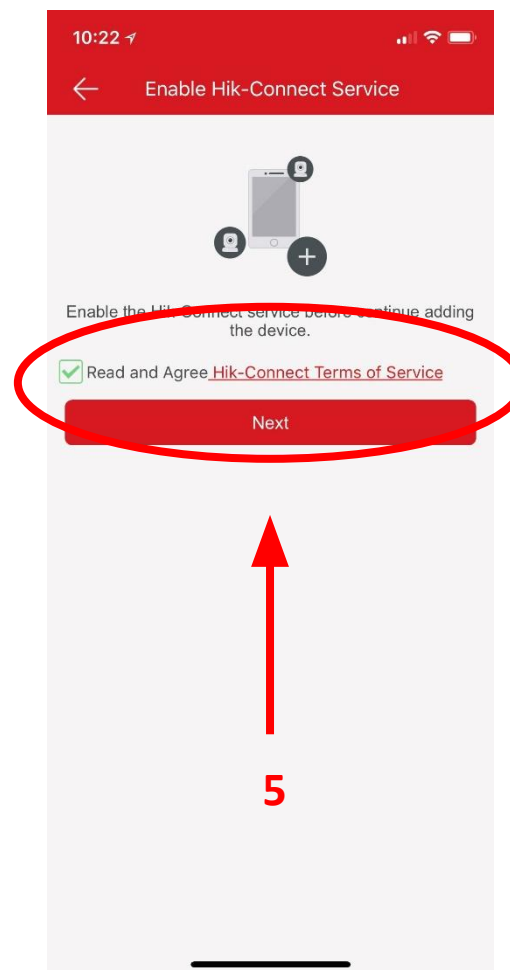 10:22
Enable Hik-Connect Service
Enable the Hik-Connect service before continue adding
the device.
Read and Agree Hik-Connect Terms of Service
Next
5